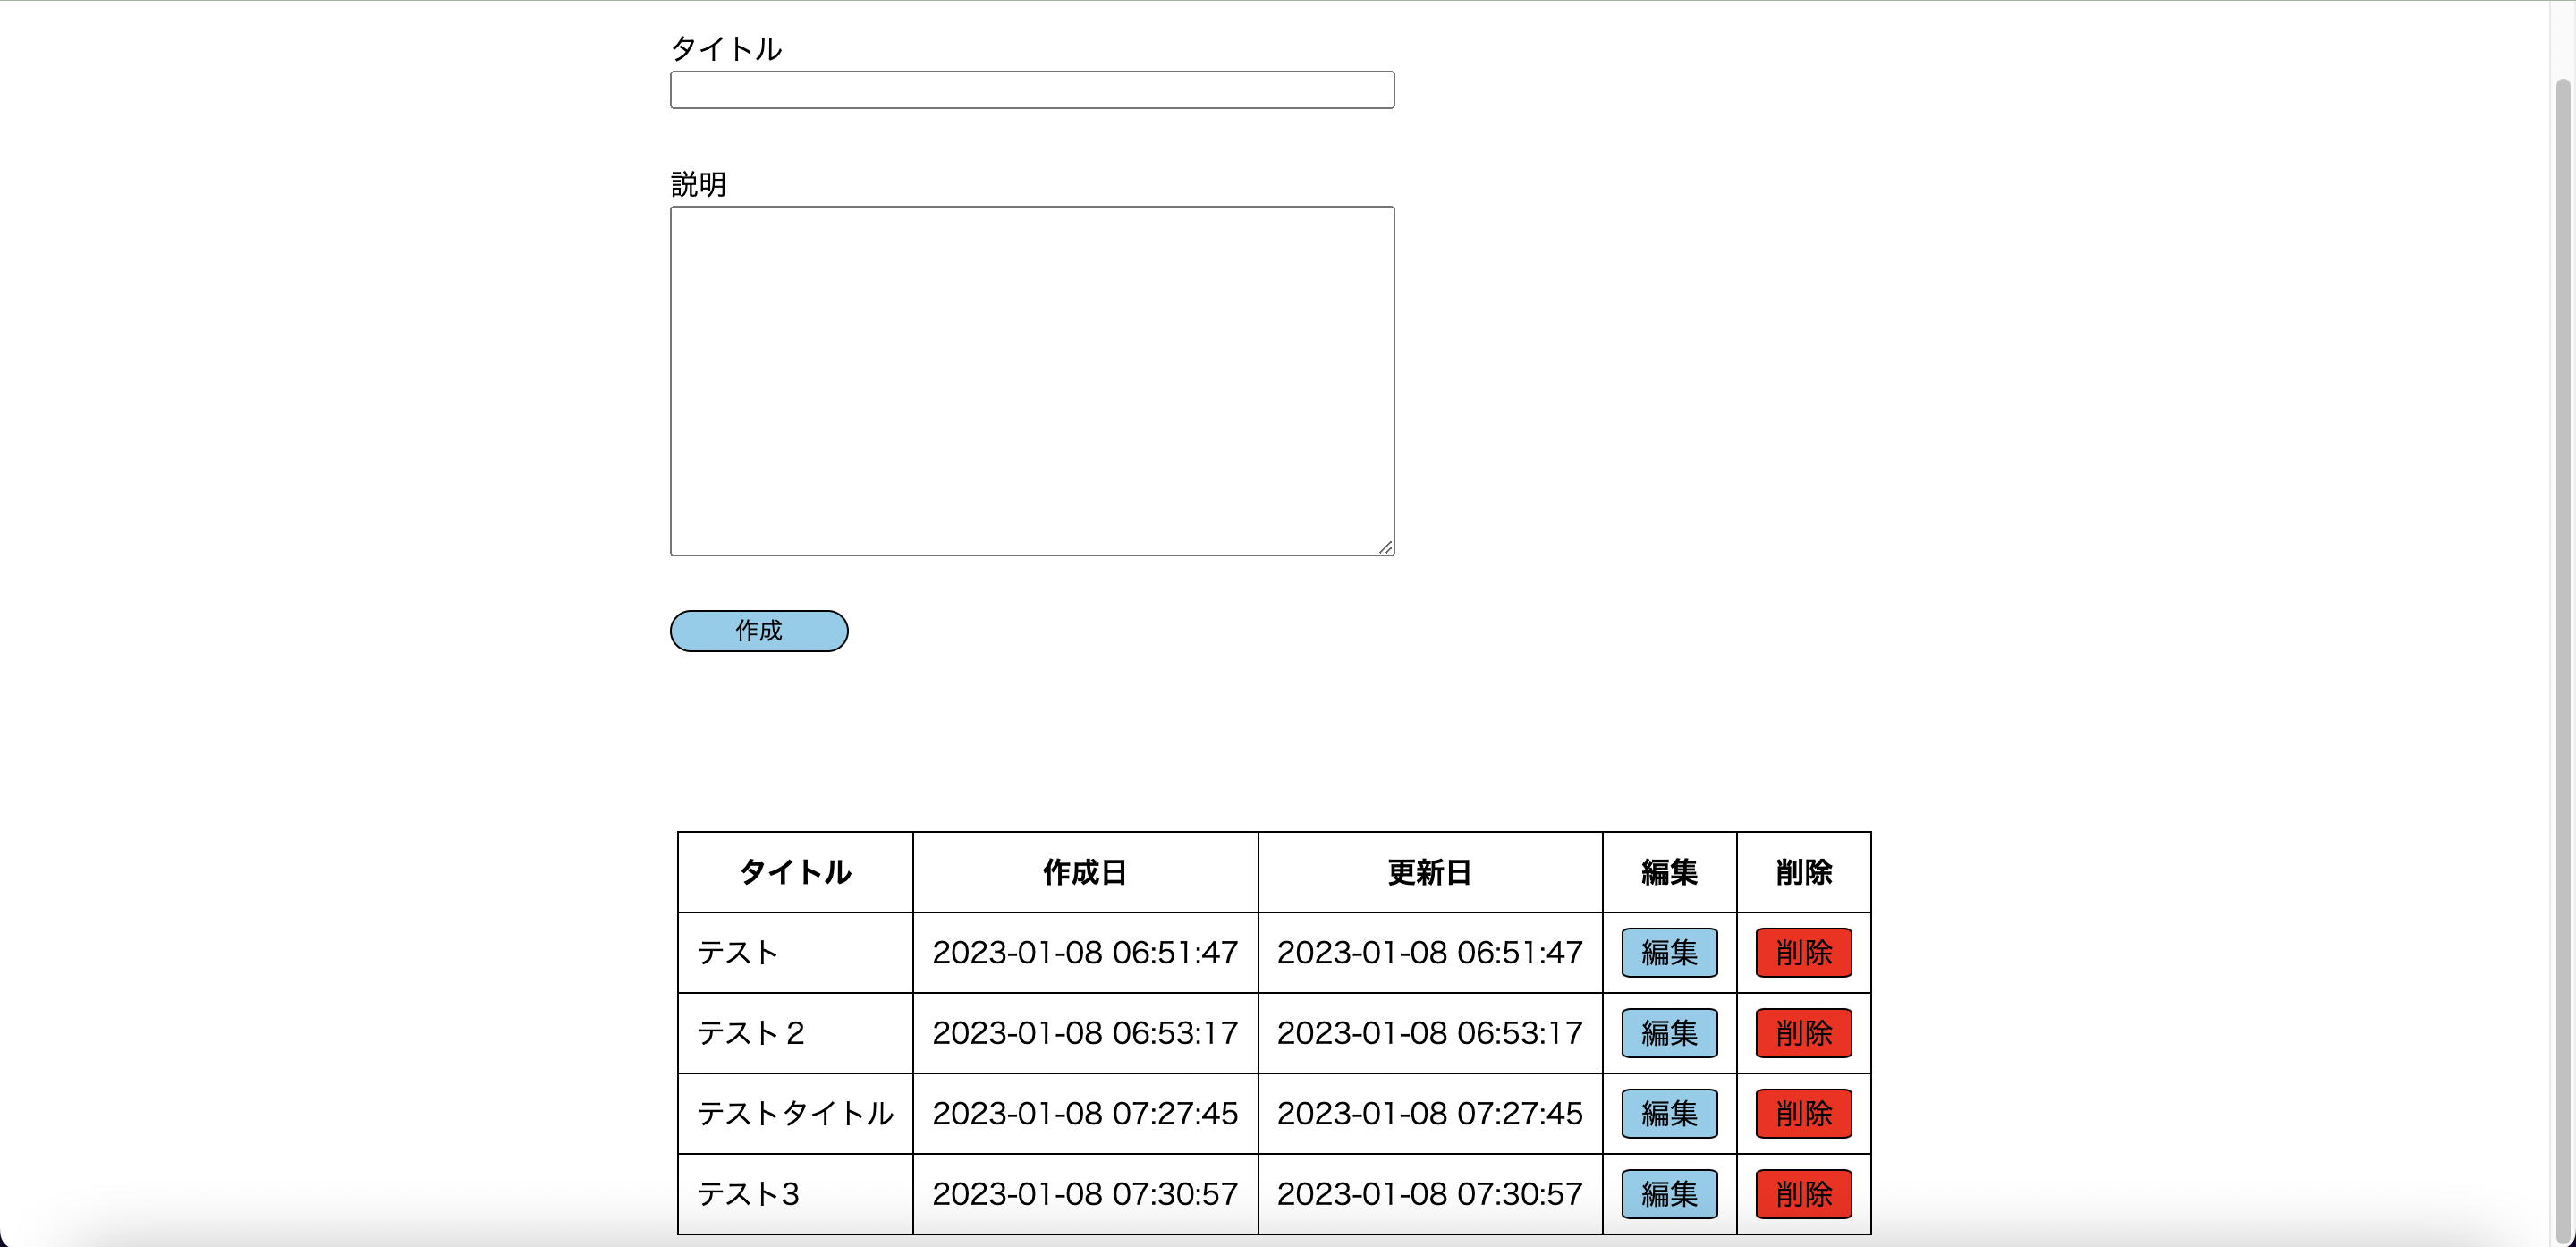 タイトル
説明
作成
タイトル 作成日 更新日 編集 削除
テスト 2023-01-08 06:51:47 2023-01-08 06:51:47 編集 削除
テスト２ 2023-01-08 06:53:17 2023-01-08 06:53:17 編集 削除
テストタイトル 2023-01-08 07:27:45 2023-01-08 07:27:45 編集 削除
テスト3 2023-01-08 07:30:57 2023-01-08 07:30:57 編集 削除